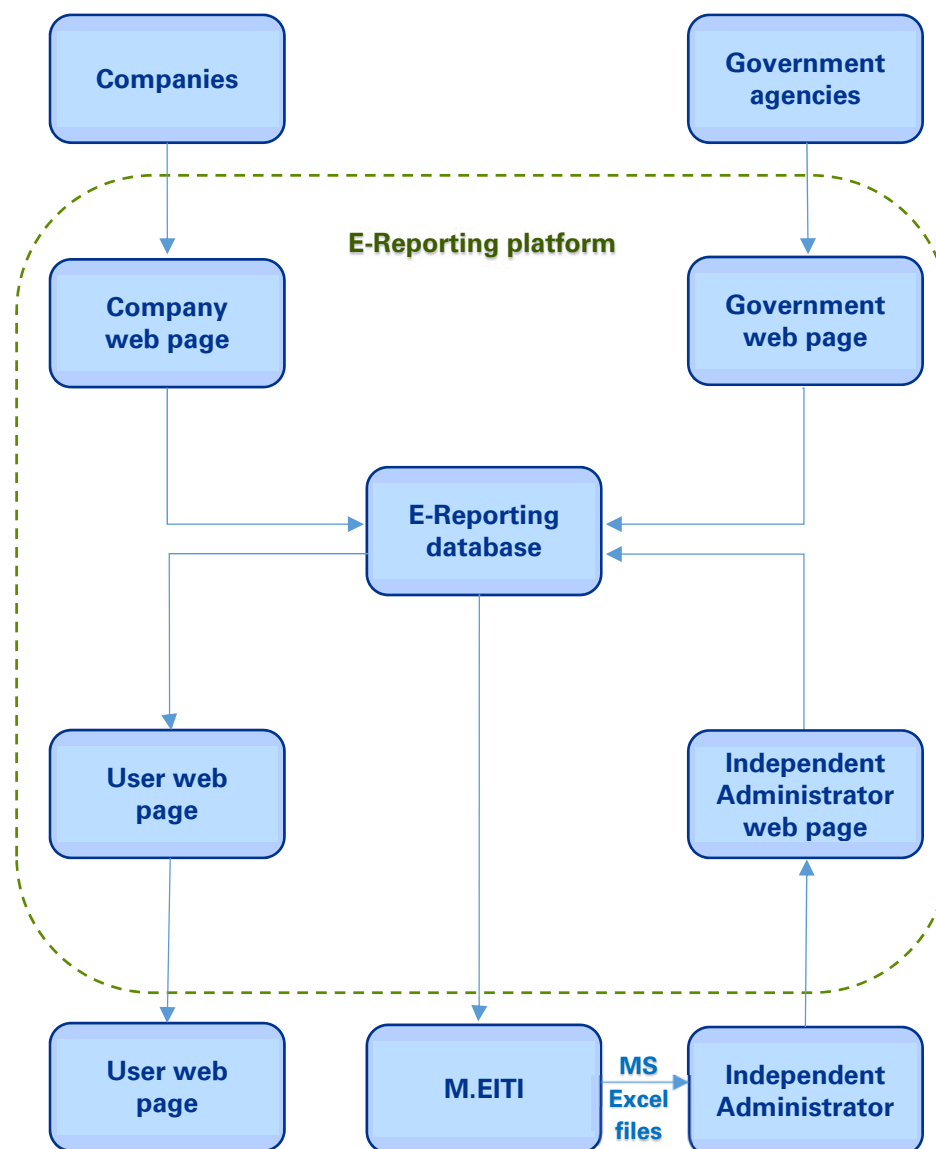 Companies
Government
agencies
E-Reporting platform
Company
web page
Government
web page
E-Reporting
database
User web
page
Independent
Administrator
web page
User web
page
M.EITI
MS
Excel
files
Independent
Administrator